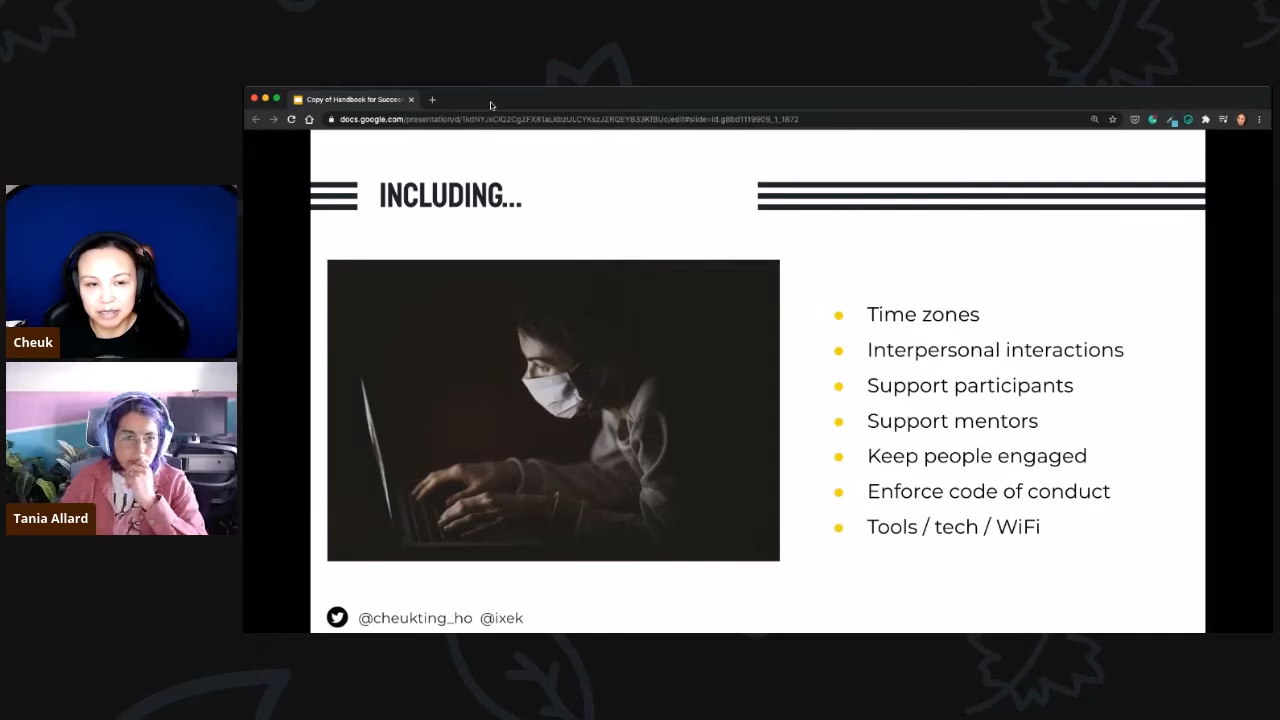 Copy of Handbook for Succes
docs.google.com
INCLUDING...
Time zones
Interpersonal interactions
Support participants
Support mentors
Keep people engaged
Enforce code of conduct
Tools / tech / WiFi
@cheukting_ho @ixek
Cheuk
Tania Allard